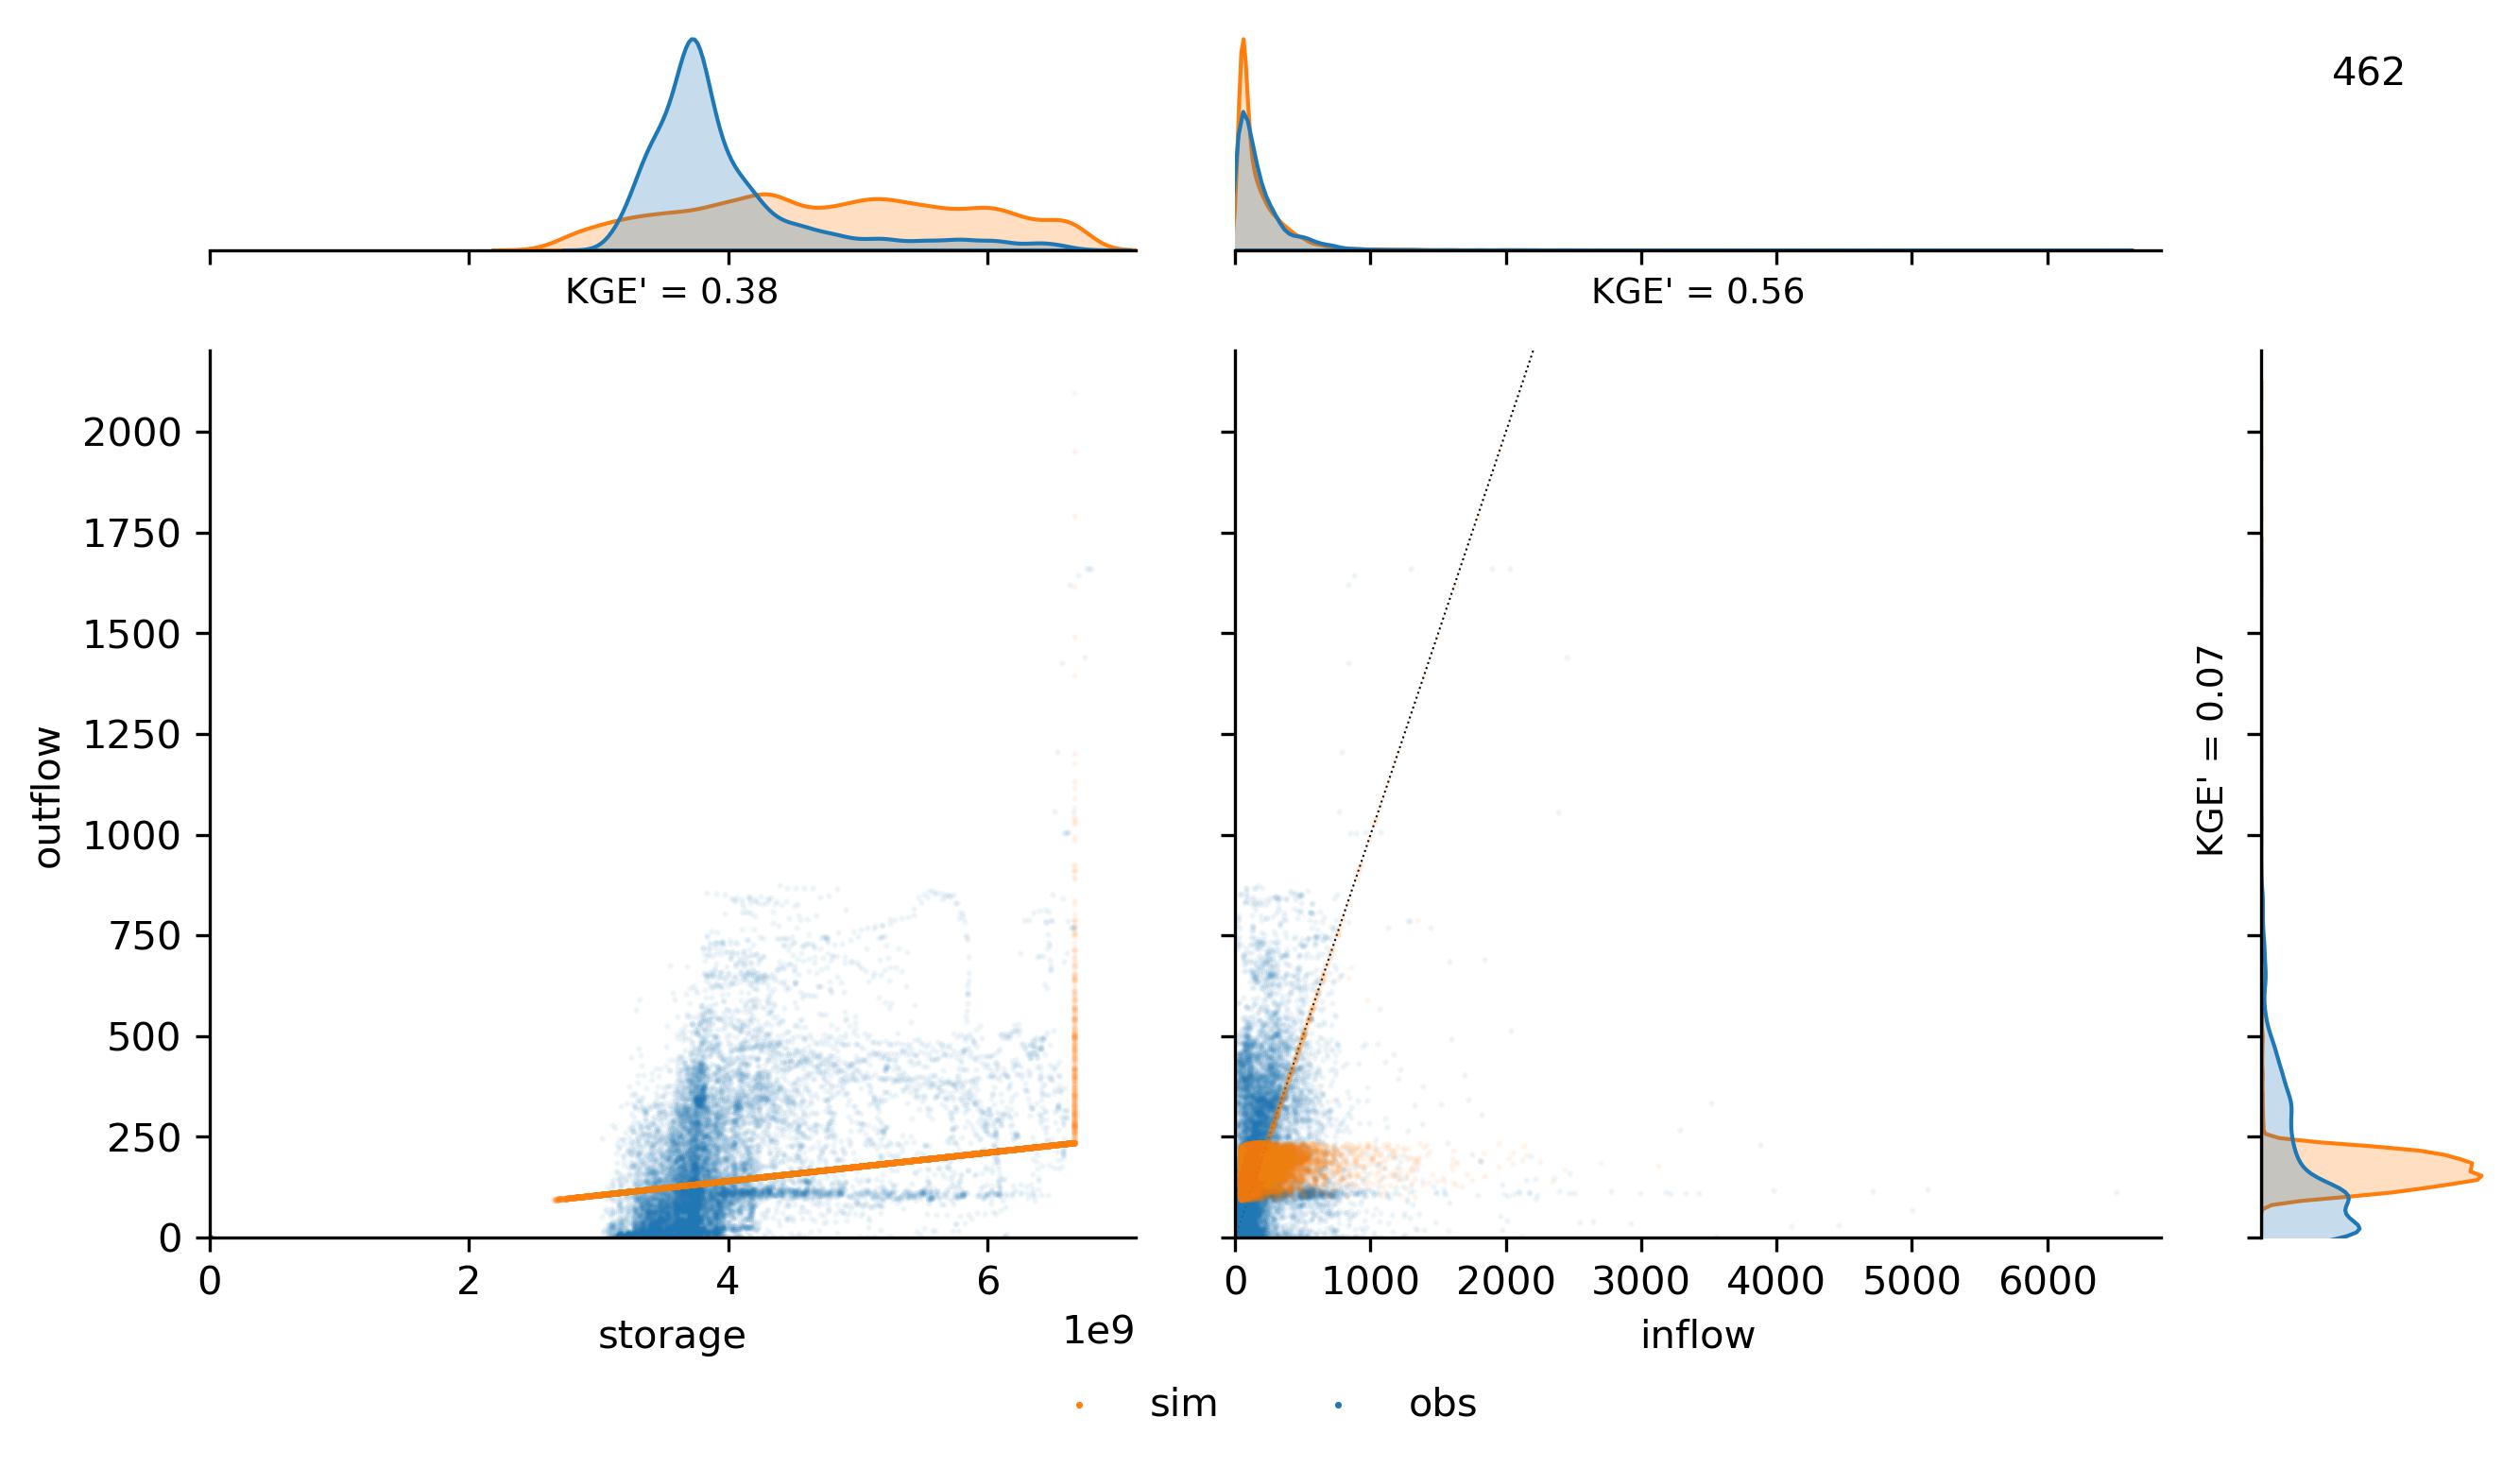 462
KGE' = 0.38
KGE' = 0.56
outflow
2000
1750
1500
1250
1000
750
500
250
0
KGE' = 0.07
0 2 4 6
0 1000 2000 3000 4000 5000 6000
storage
1e9
inflow
sim obs